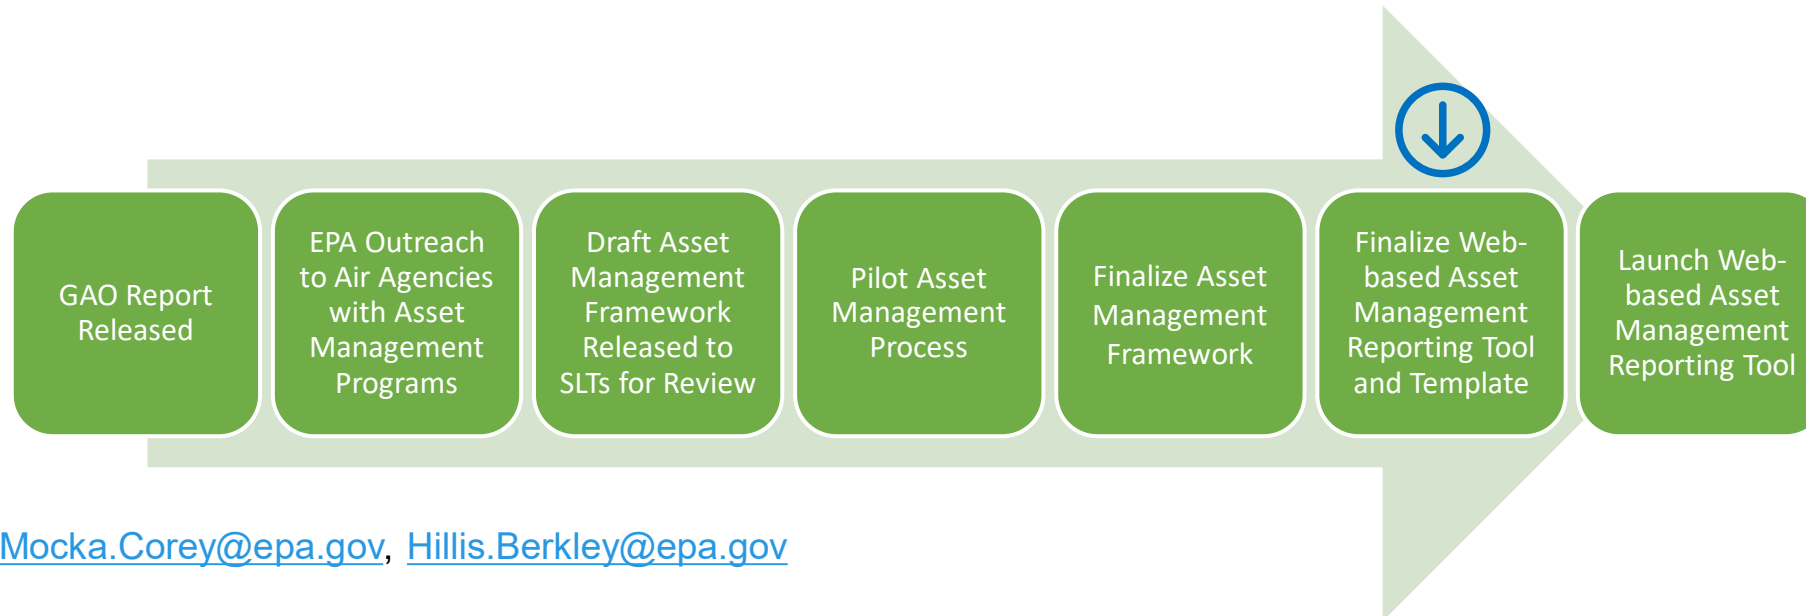 GAO Report
Released
EPA Outreach
to Air Agencies
with Asset
Management
Programs
Draft Asset
Management
Framework
Released to
SLTs for Review
Pilot Asset
Management
Process
Finalize Asset
Management
Framework
Finalize Web-
based Asset
Management
Reporting Tool
and Template
Launch Web-
based Asset
Management
Reporting Tool
Mocka.Corey@epa.gov, Hillis.Berkley@epa.gov